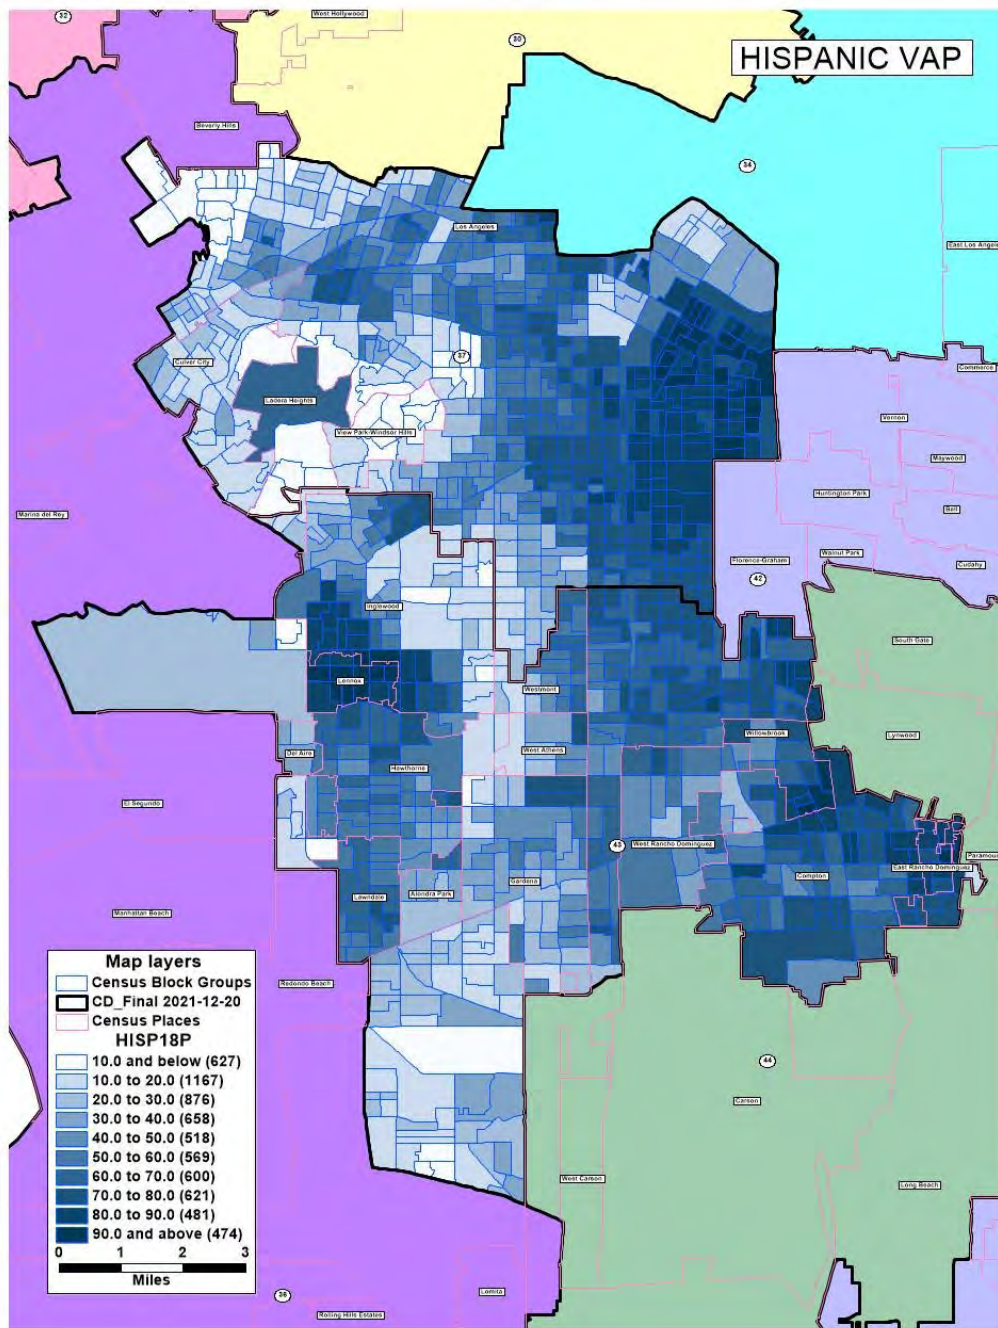 32
West Hollywood
30
HISPANIC VAP
Beverly Hills
34
Los Angeles
East Los Angele
Culver City
37
Commerce
Ladera Heights
Vernon
View Park-Windsor Hills
Maywood
Huntington Park
Bell
Marina del Rey
Florence-Graham
Walnut Park
Cudahy
42
Inglewood
South Gate
Lennox
Westmont
Lynwood
Willowbrook
Del Aire
West Athens
Hawthorne
El Segundo
43
West Rancho Dominguez
Paramoun
East Rancho Dominguez
Compton
Gardena
Alondra Park
Lawndale
Manhattan Beach
Redondo Beach
Map layers
Census Block Groups
CD_Final 2021-12-20
Census Places
HISP18P
10.0 and below (627)
10.0 to 20.0 (1167)
20.0 to 30.0 (876)
30.0 to 40.0 (658)
40.0 to 50.0 (518)
50.0 to 60.0 (569)
60.0 to 70.0 (600)
70.0 to 80.0 (621)
80.0 to 90.0 (481)
90.0 and above (474)
0 1 2 3
Miles
44
Carson
West Carson
Long Beach
36
Lomita
Rolling Hills Estates